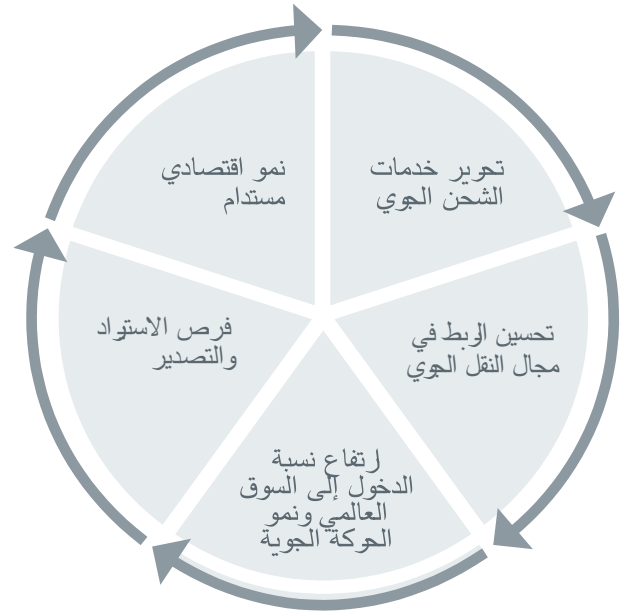 تحرير خدمات
الشحن الجوي
تحسين الربط في
مجال النقل الجوي
ارتفاع نسبة
الدخول إلى السوق
العالمي ونمو
الحركة الجوية
فرص الاستيراد
والتصدير
نمو اقتصادي
مستدام